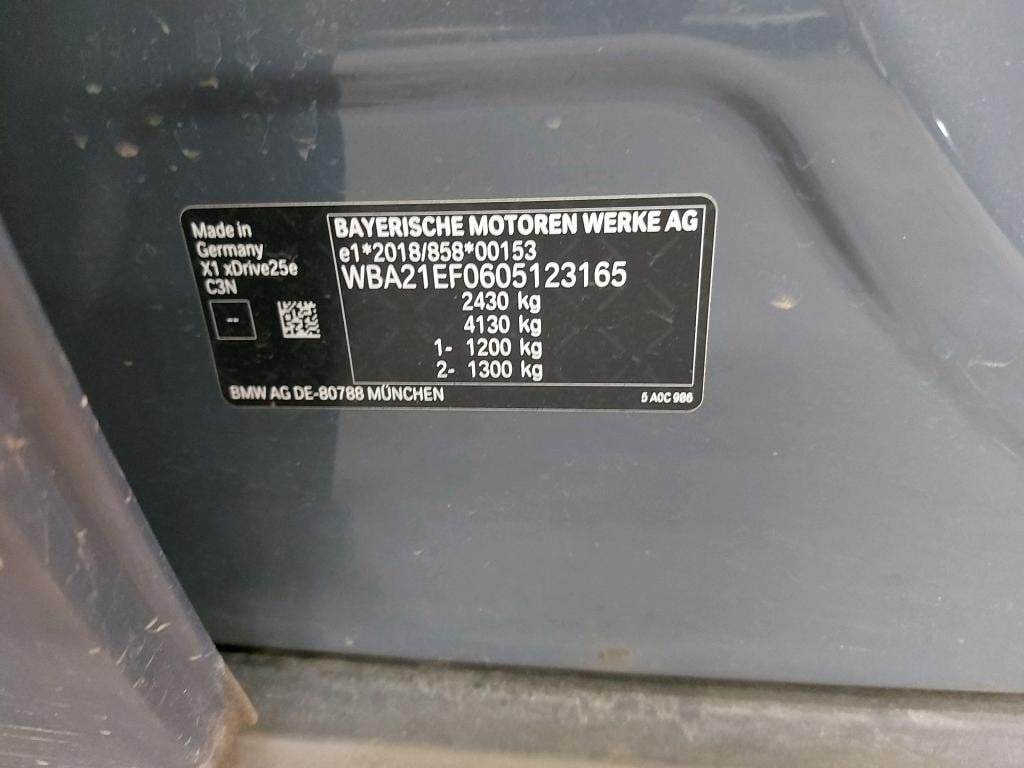 Made in
Germany
X1 xDrive25e
C3N
--
BAYERISCHE MOTOREN WERKE AG
e1*2018/858*00153
WBA21EF0605123165
2430 kg
4130 kg
1- 1200 kg
2- 1300 kg
BMW AG DE-80788 MÜNCHEN
5 A0C 986